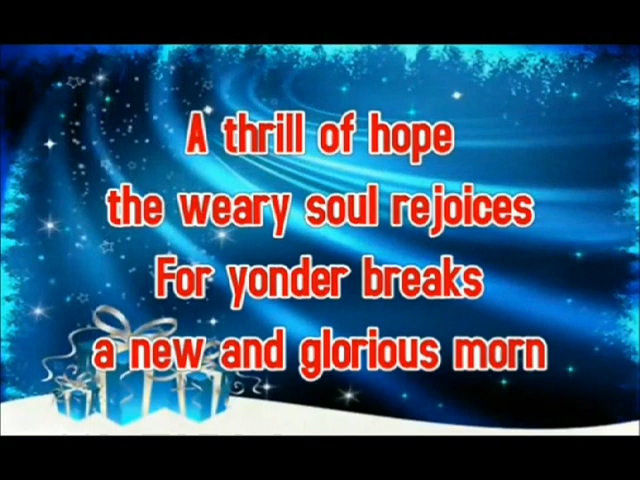 A thrill of hope
the weary soul rejoices
For yonder breaks
a new and glorious morn